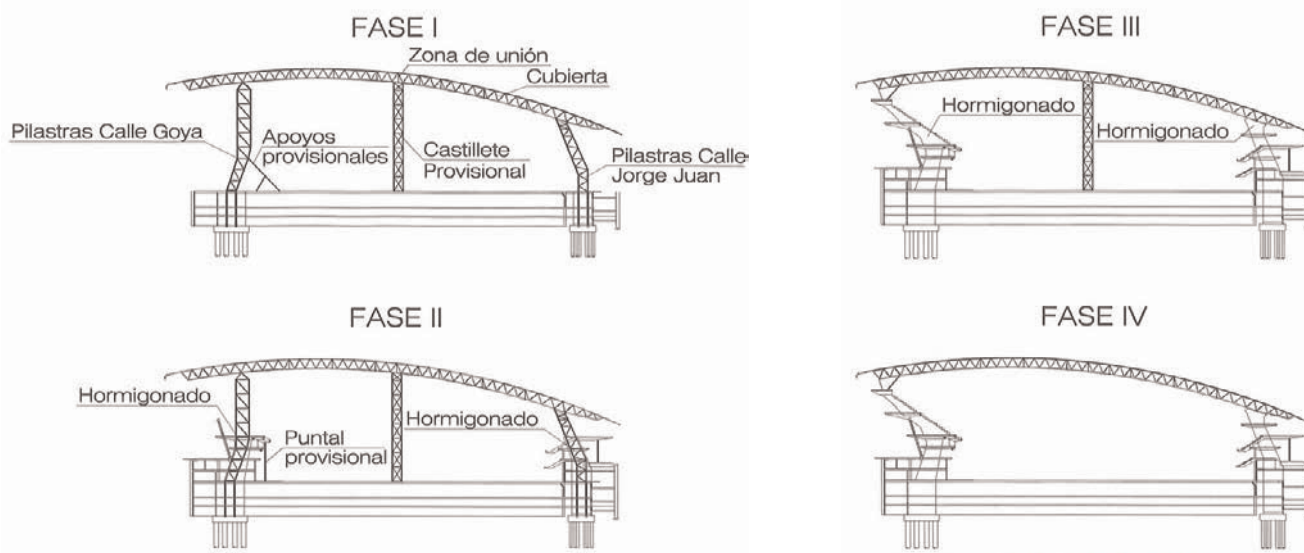 FASE I
Zona de unión
Cubierta
Pilastras Calle Goya
Apoyos
provisionales
Castillete
Provisional
Pilastras Calle
Jorge Juan
FASE III
Hormigonado
Hormigonado
FASE II
Hormigonado
Puntal
provisional
Hormigonado
FASE IV